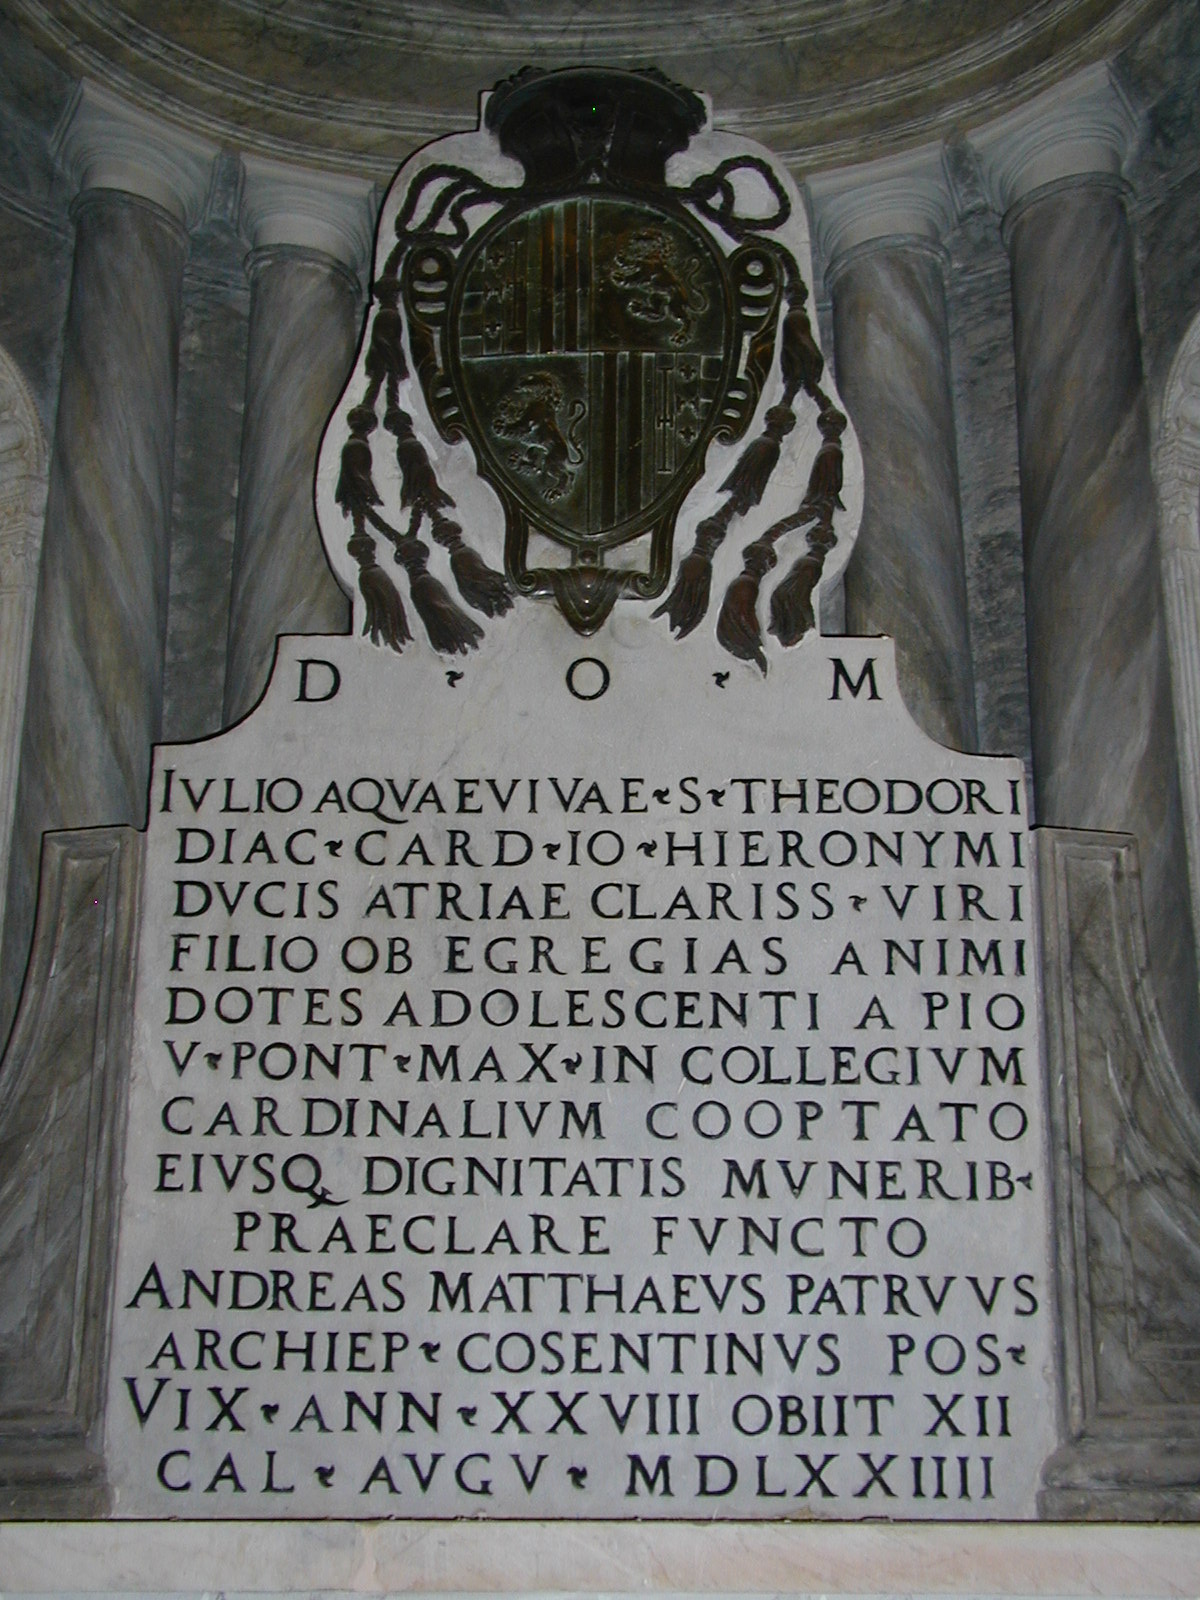 D · O · M
IVLIO AQVAEVIVAE · S · THEODORI
DIAC · CARD · IO · HIERONYMI
DVCIS ATRIAE CLARISS · VIRI
FILIO OB EGREGIAS ANIMI
DOTES ADOLESCENTI A PIO
V · PONT · MAX · IN COLLEGIVM
CARDINALIVM COOPTATO
EIVSQ DIGNITATIS MVNERIB ·
PRAECLARE FVNCTO
ANDREAS MATTHAEVS PATRVVS
ARCHIEP · COSENTINVS POS ·
VIX · ANN · XXVIII OBIIT XII
CAL · AVGV · MDLXXIIII